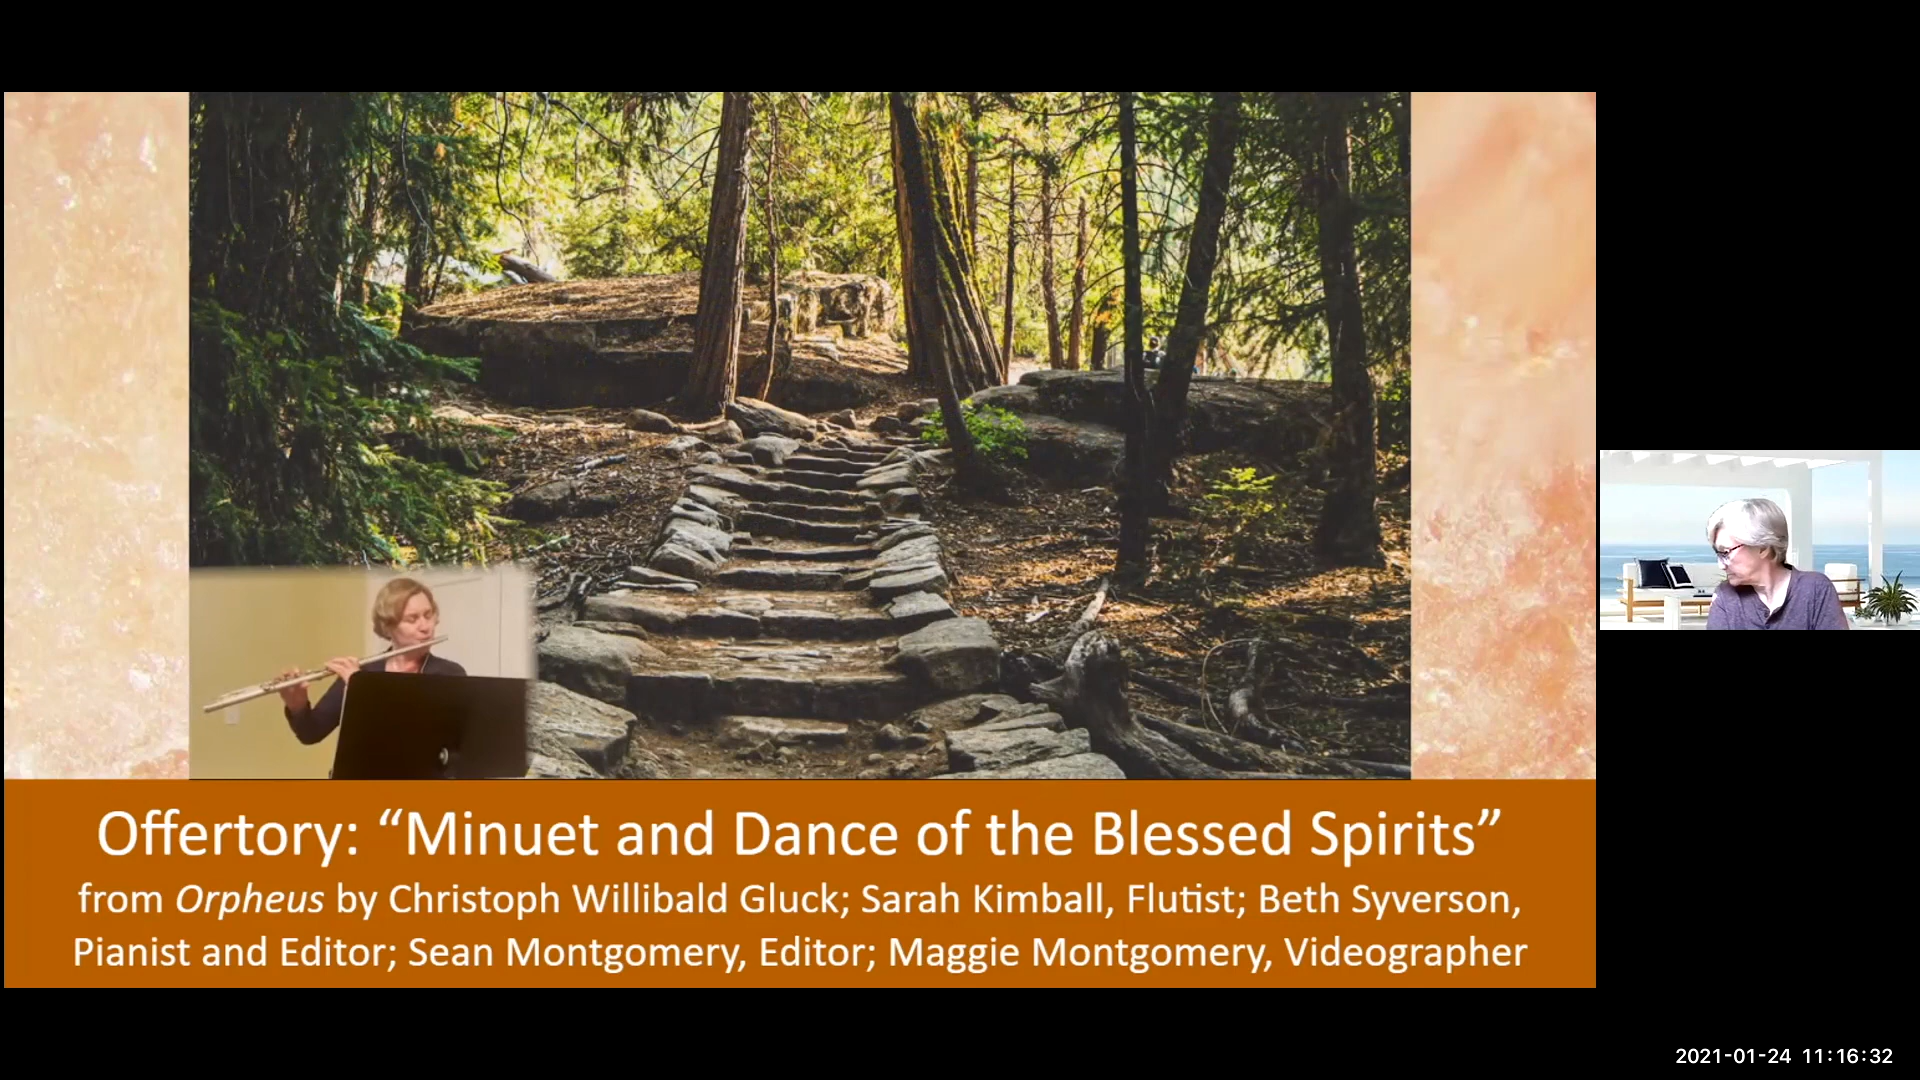 Offertory: “Minuet and Dance of the Blessed Spirits”
from Orpheus by Christoph Willibald Gluck; Sarah Kimball, Flutist; Beth Syverson,
Pianist and Editor; Sean Montgomery, Editor; Maggie Montgomery, Videographer
2021-01-24 11:16:32